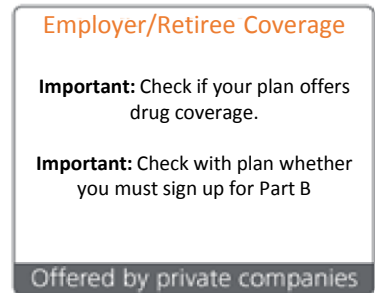 Employer/Retiree Coverage
Important: Check if your plan offers
drug coverage.
Important: Check with plan whether
you must sign up for Part B
Offered by private companies